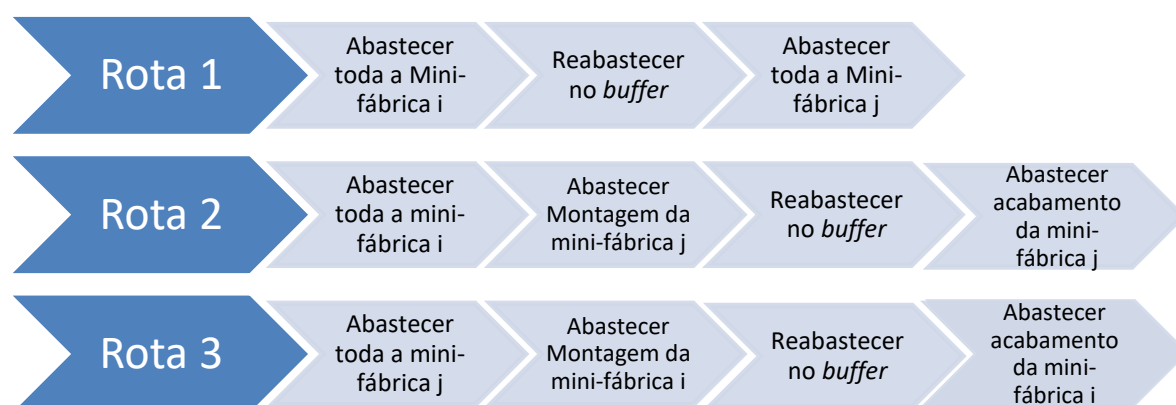 Rota 1
Abastecer
toda a Mini-
fábrica i
Reabastecer
no buffer
Abastecer
toda a Mini-
fábrica j
Rota 2
Abastecer
toda a mini-
fábrica i
Abastecer
Montagem da
mini-fábrica j
Reabastecer
no buffer
Abastecer
acabamento
da mini-
fábrica j
Rota 3
Abastecer
toda a mini-
fábrica j
Abastecer
Montagem da
mini-fábrica i
Reabastecer
no buffer
Abastecer
acabamento
da mini-
fábrica i